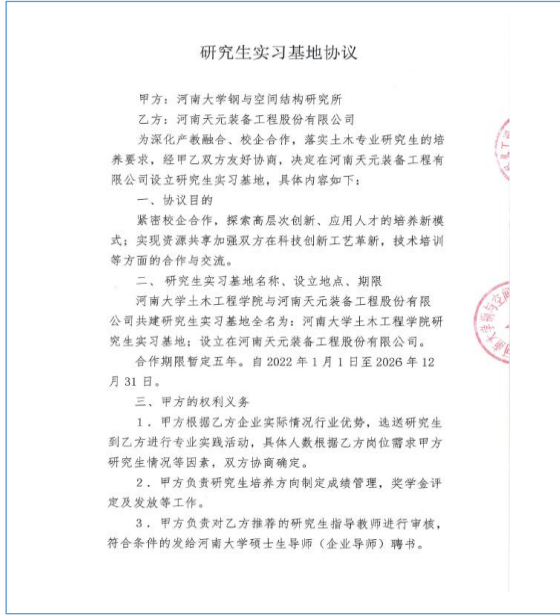 研究生实习基地协议
甲方：河南大学钢与空间结构研究所
乙方：河南天元装备工程股份有限公司
为深化产教融合、校企合作，落实土木专业研究生的培
养要求，经甲乙双方友好协商，决定在河南天元装备工程有
限公司设立研究生实习基地，具体内容如下：
一、协议目的
紧密校企合作，探索高层次创新、应用人才的培养新模
式；实现资源共享加强双方在科技创新工艺革新，技术培训
等方面的合作与交流。
二、研究生实习基地名称、设立地点、期限
河南大学土木工程学院与河南天元装备工程股份有限
公司共建研究生实习基地全名为：河南大学土木工程学院研
究生实习基地；设立在河南天元装备工程股份有限公司。
合作期限暂定五年。自 2022 年 1 月 1 日至 2026 年 12
月 31 日。
三、甲方的权利义务
1．甲方根据乙方企业实际情况行业优势，选送研究生
到乙方进行专业实践活动，具体人数根据乙方岗位需求甲方
研究生情况等因素，双方协商确定。
2．甲方负责研究生培养方向制定成绩管理，奖学金评
定及发放等工作。
3．甲方负责对乙方推荐的研究生指导教师进行审核，
符合条件的发给河南大学硕士生导师（企业导师）聘书。